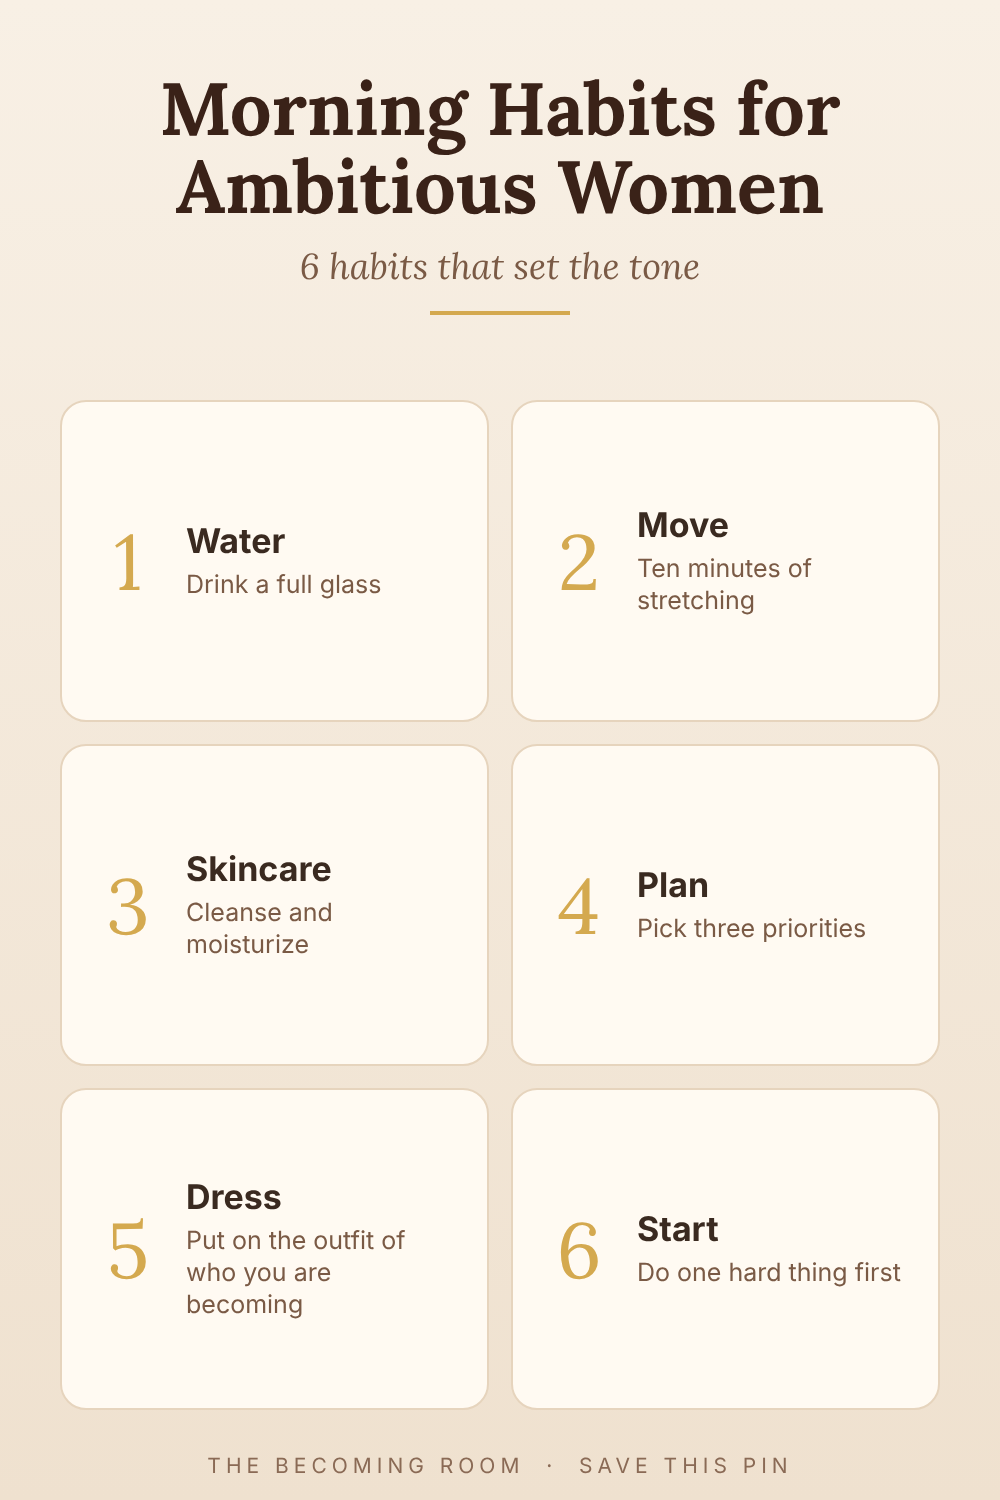 Morning Habits for
Ambitious Women
6 habits that set the tone
1
Water
Drink a full glass
2
Move
Ten minutes of
stretching
3
Skincare
Cleanse and
moisturize
4
Plan
Pick three priorities
5
Dress
Put on the outfit of
who you are
becoming
6
Start
Do one hard thing first
THE BECOMING ROOM · SAVE THIS PIN